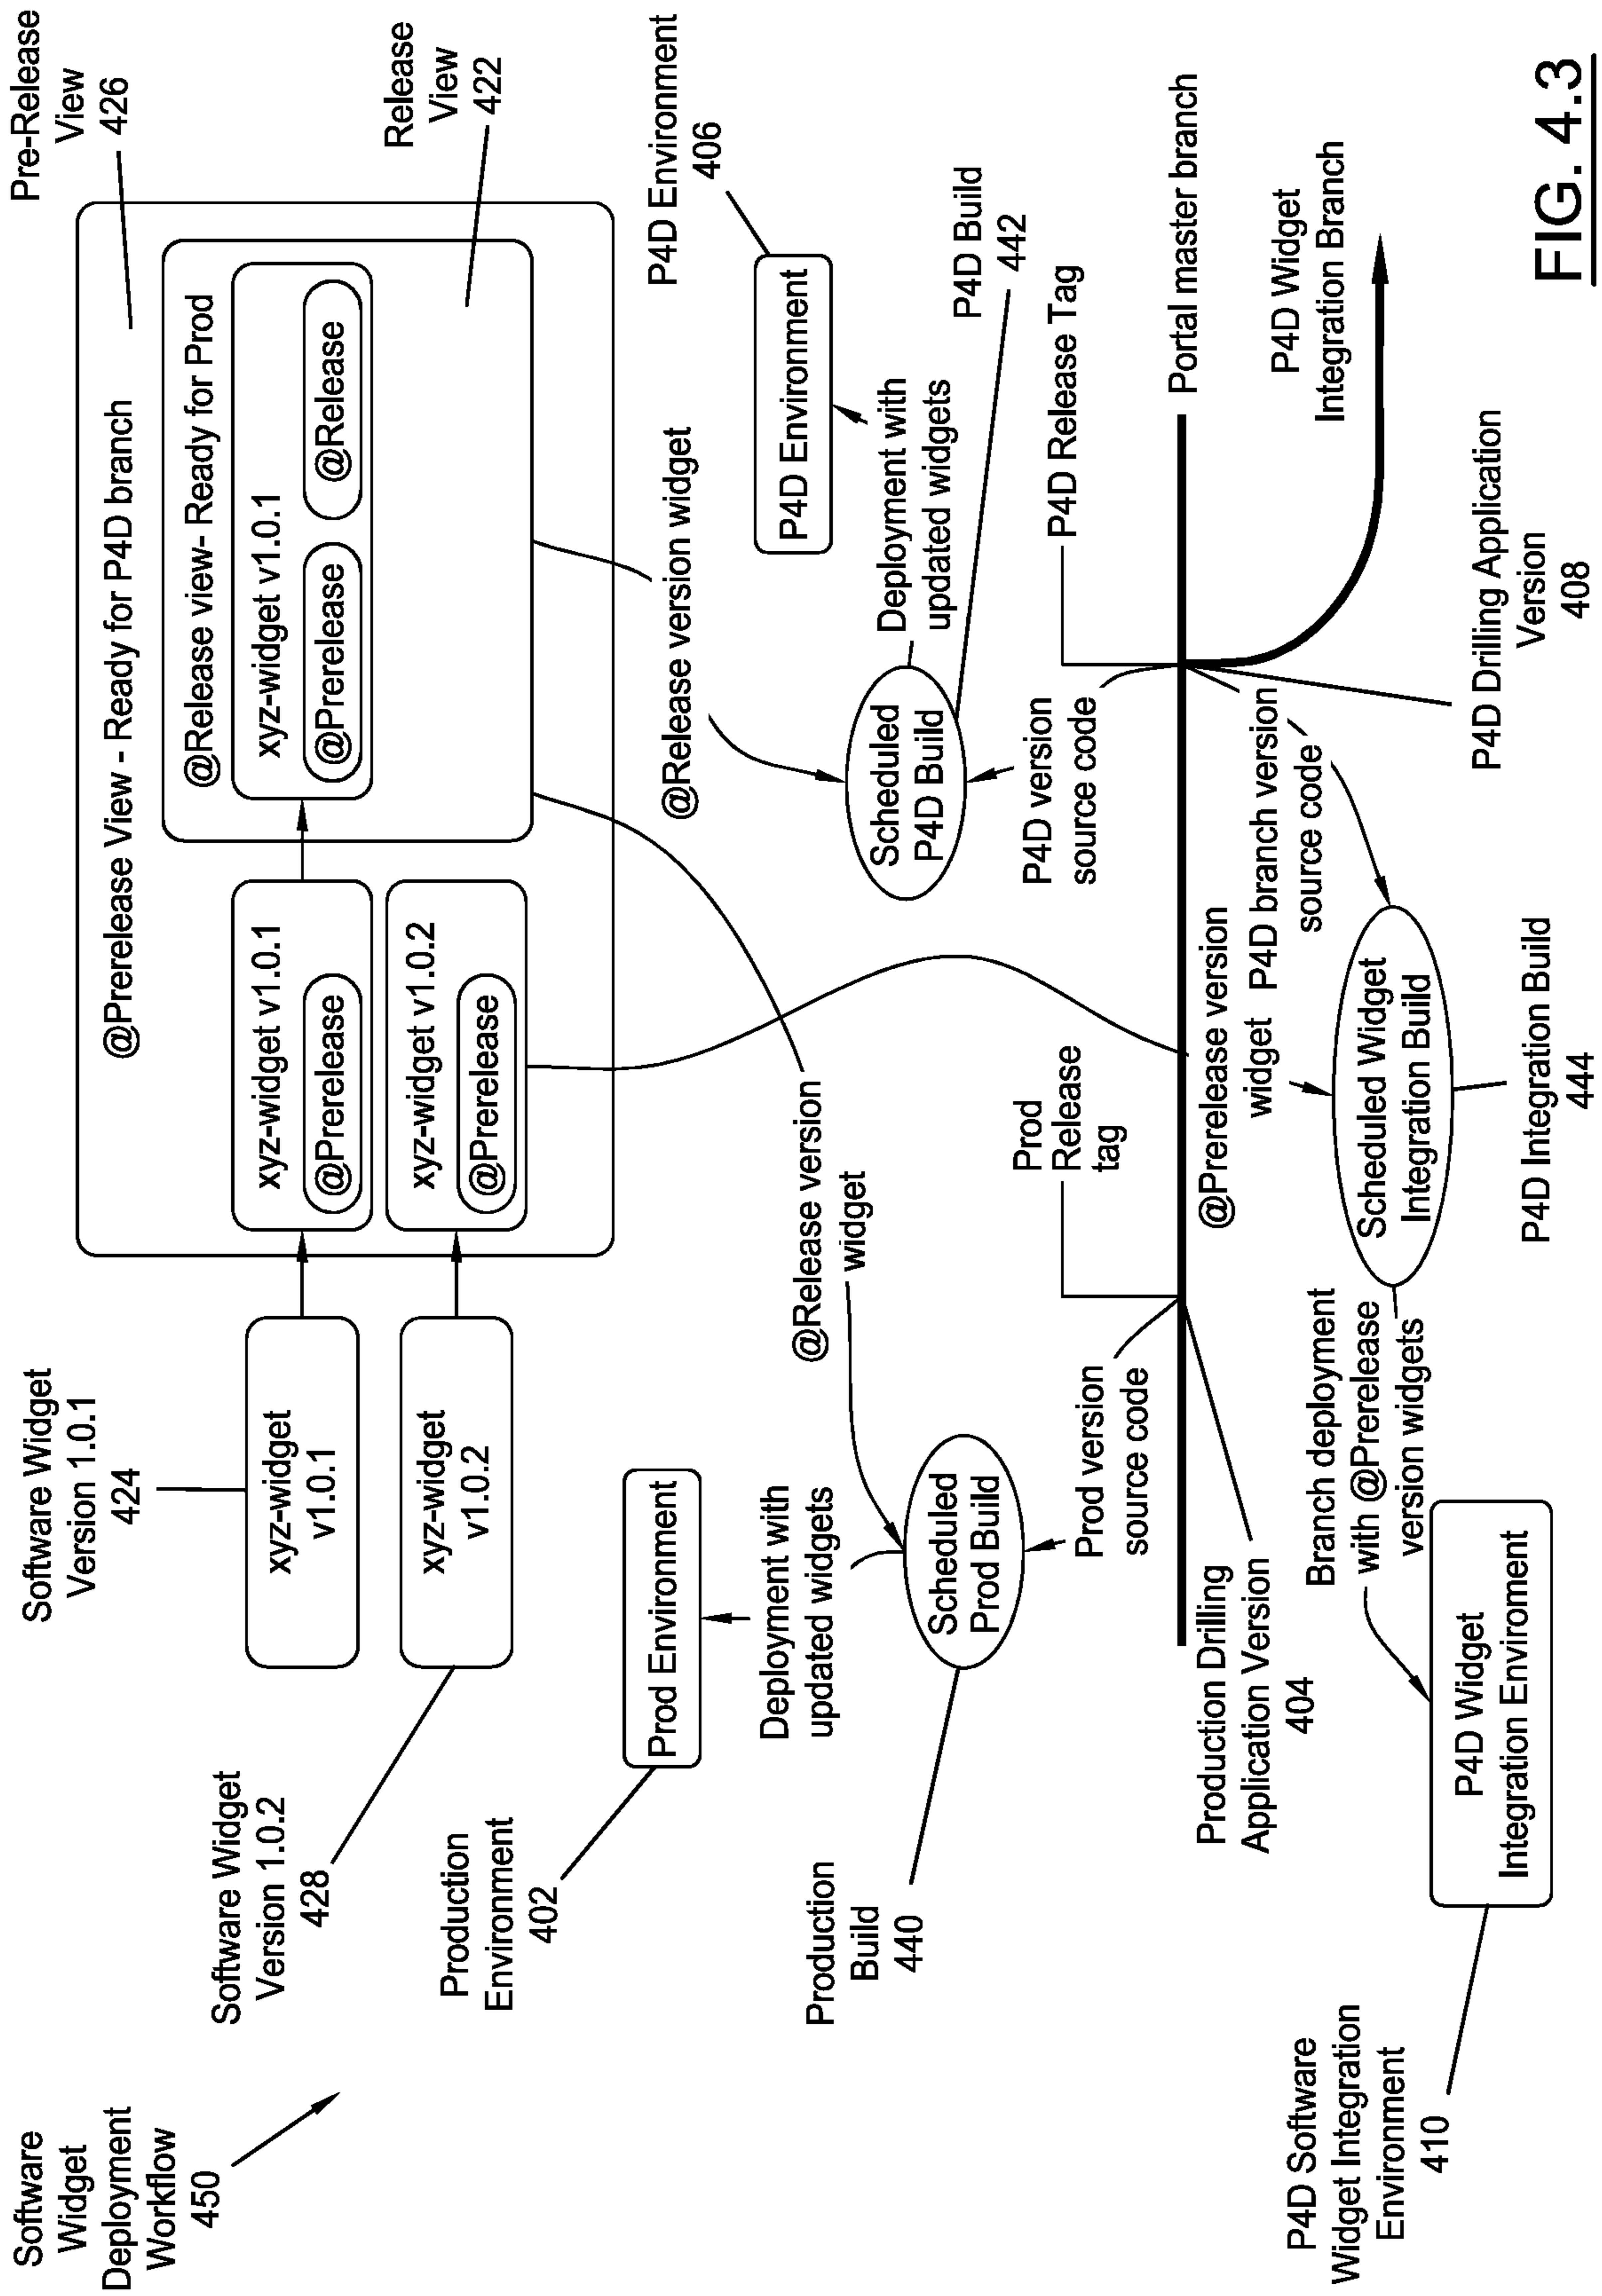 Software
Widget
Deployment
Workflow
450
Software Widget
Version 1.0.1
424
Software Widget
Version 1.0.2
428
xyz-widget
v1.0.1
xyz-widget
v1.0.2
Pre-Release
View
426
@Prerelease View - Ready for P4D branch
xyz-widget v1.0.1
@Prerelease
xyz-widget v1.0.2
@Prerelease
@Release view- Ready for Prod
xyz-widget v1.0.1
@Prerelease
@Release
Release
View
422
Production
Environment
402
Prod Environment
Deployment with
updated widgets
@Release version
widget
Production
Build
440
Scheduled
Prod Build
Prod version
source code
Prod
Release
tag
@Release version widget
P4D Environment
406
P4D Environment
Deployment with
updated widgets
P4D Build
442
Scheduled
P4D Build
P4D version
source code
P4D Release Tag
Portal master branch
Production Drilling
Application Version
404
@Prerelease version
widget
P4D branch version
source code
P4D Widget
Integration Branch
P4D Drilling Application
Version
408
Branch deployment
with @Prerelease
version widgets
Scheduled Widget
Integration Build
P4D Integration Build
444
P4D Software
Widget Integration
Environment
410
P4D Widget
Integration Enviroment
FIG. 4.3